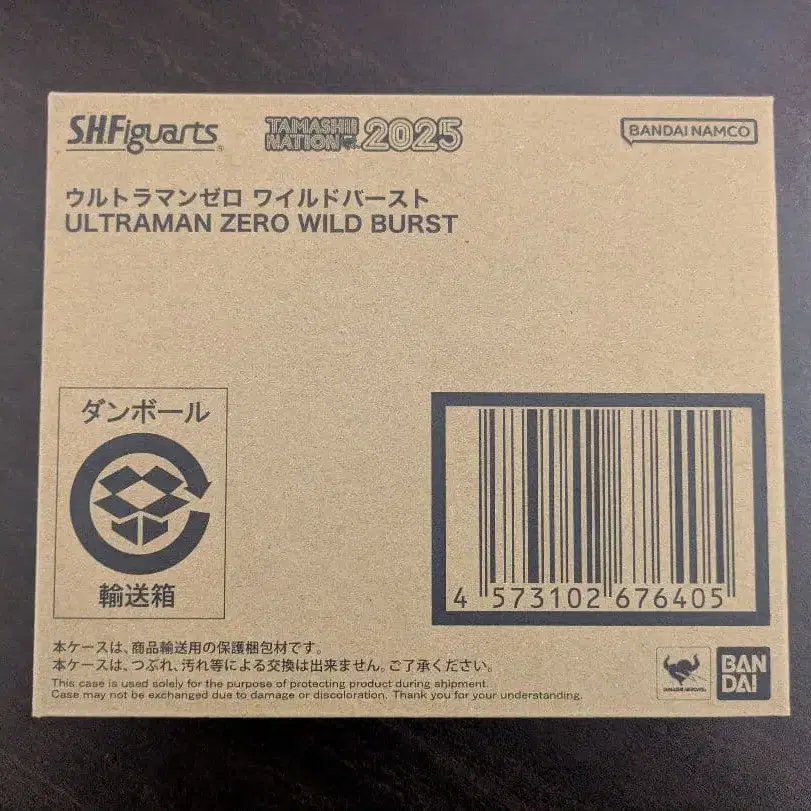 S.H.Figuarts
TAMASHII NATION 2025
BANDAI NAMCO
ウルトラマンゼロ ワイルドバースト
ULTRAMAN ZERO WILD BURST
ダンボール
輸送箱
4 573102 676405
本ケースは、商品輸送用の保護梱包材です。
本ケースは、つぶれ、汚れ等による交換は出来ません。ご了承ください。
This case is used solely for the purpose of protecting product during shipment.
Case may not be exchanged due to damage or discoloration. Thank you for your understanding.
BAN
DAI